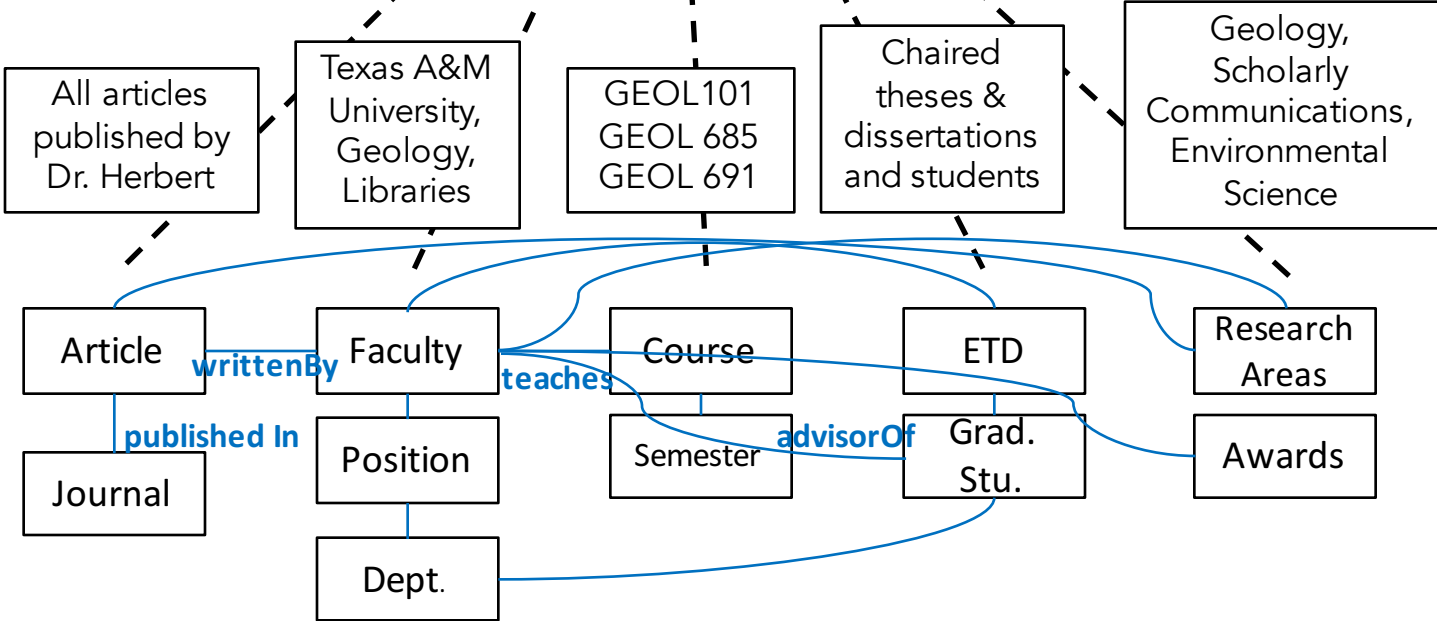 All articles
published by
Dr. Herbert
Texas A&M
University,
Geology,
Libraries
GEOL101
GEOL 685
GEOL 691
Chaired
theses &
dissertations
and students
Geology,
Scholarly
Communications,
Environmental
Science
Article
writtenBy
Faculty
teaches
Course
ETD
Research
Areas
published In
Journal
Position
Semester
advisorOf
Grad.
Stu.
Awards
Dept.